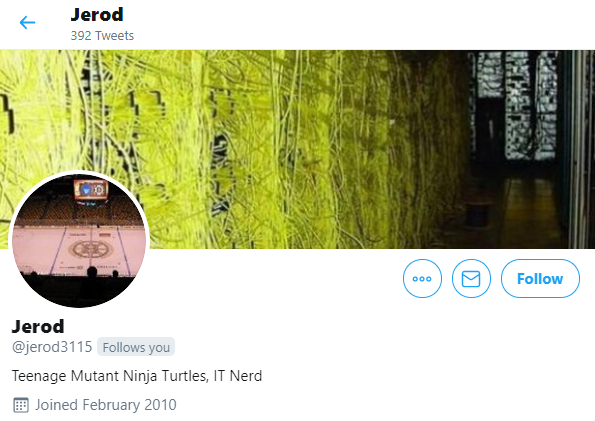 Jerod
392 Tweets
Jerod
@jerod3115 Follows you
Teenage Mutant Ninja Turtles, IT Nerd
Joined February 2010
Follow